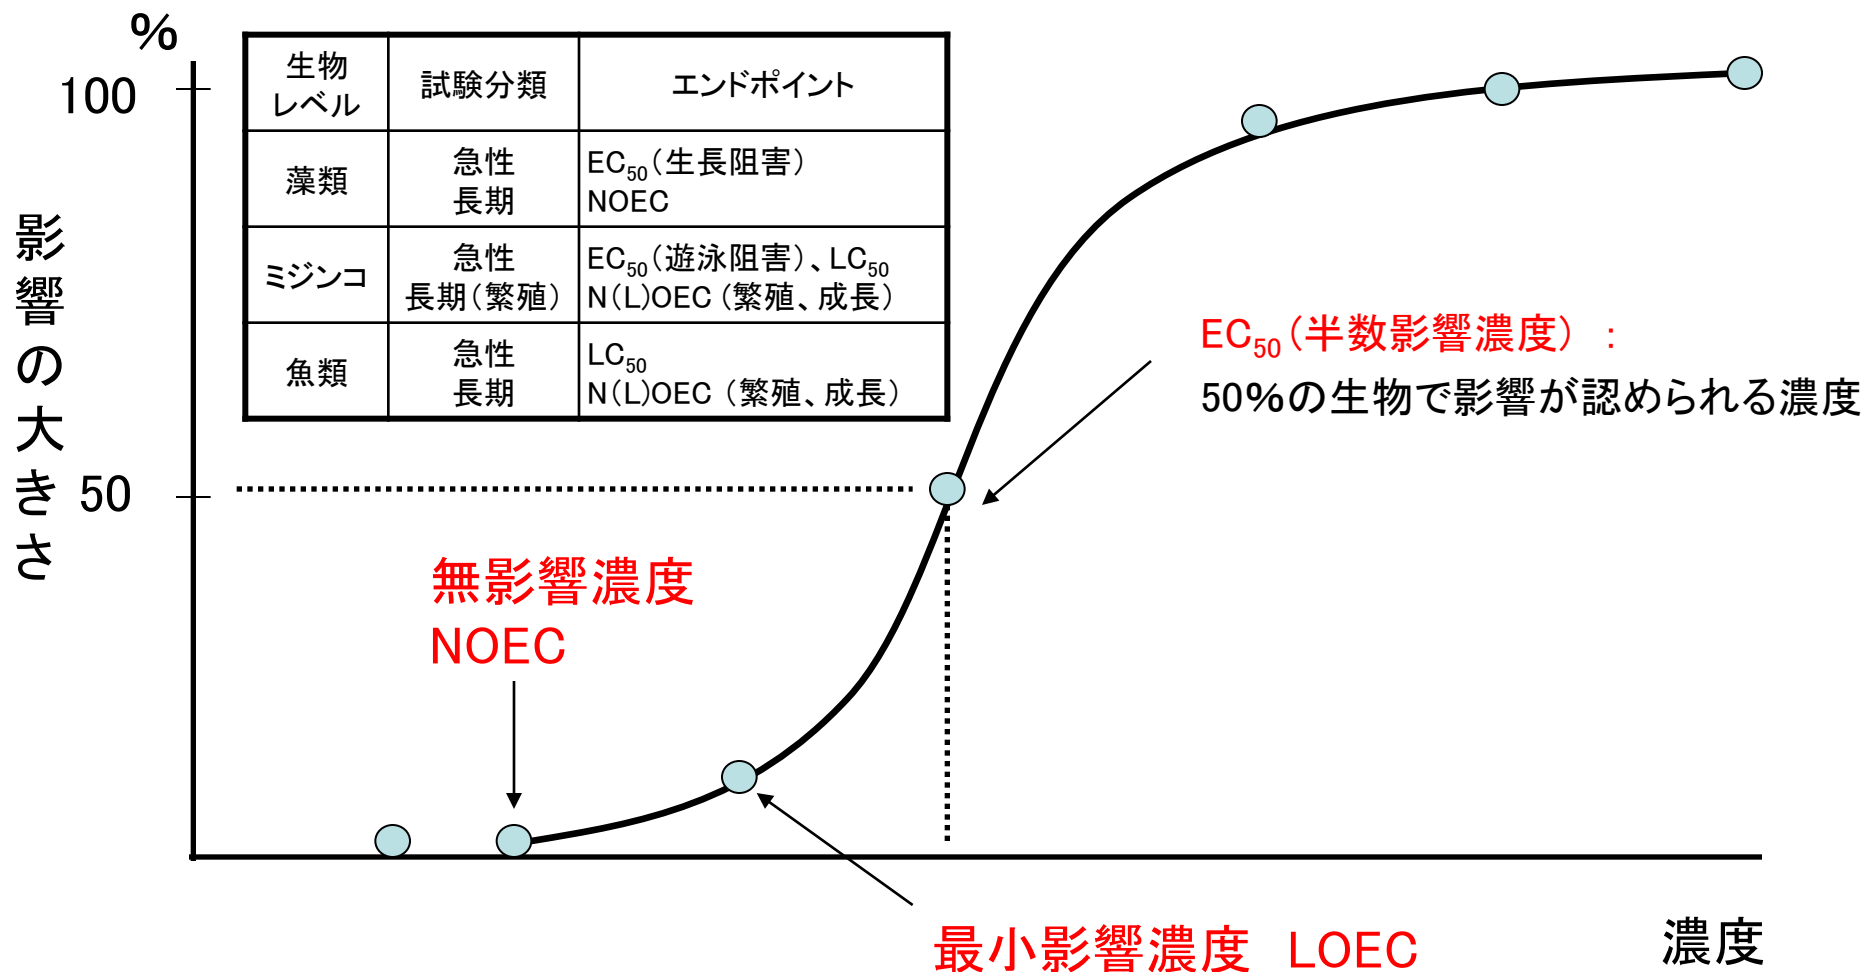 %
100
50
影響の大きさ
生物
レベル
試験分類
エンドポイント
藻類
急性
長期
EC50(生長阻害)
NOEC
ミジンコ
急性
長期(繁殖)
EC50(遊泳阻害)、LC50
N(L)OEC (繁殖、成長)
魚類
急性
長期
LC50
N(L)OEC (繁殖、成長)
EC50(半数影響濃度) :
50%の生物で影響が認められる濃度
無影響濃度
NOEC
最小影響濃度 LOEC
濃度